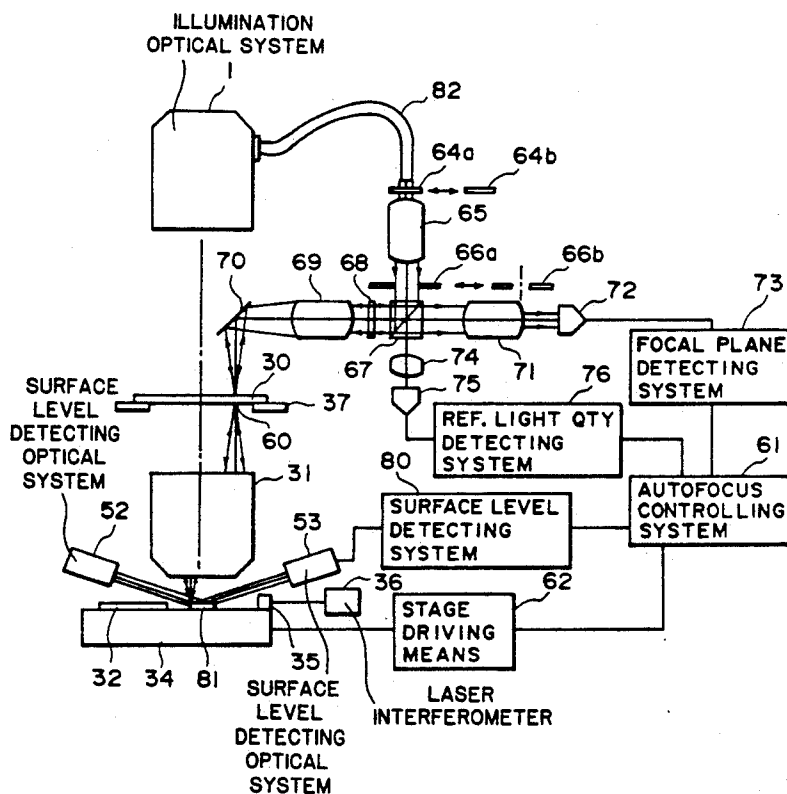 ILLUMINATION
OPTICAL SYSTEM
1
82
64a
64b
65
66a
66b
70
69
68
72
73
FOCAL PLANE
DETECTING
SYSTEM
67
74
71
75
76
REF. LIGHT QTY
DETECTING
SYSTEM
30
37
60
SURFACE
LEVEL
DETECTING
OPTICAL
SYSTEM
31
61
AUTOFOCUS
CONTROLLING
SYSTEM
80
SURFACE LEVEL
DETECTING
SYSTEM
52
53
36
62
STAGE
DRIVING
MEANS
32
34
81
35
LASER
INTERFEROMETER
SURFACE
LEVEL
DETECTING
OPTICAL
SYSTEM